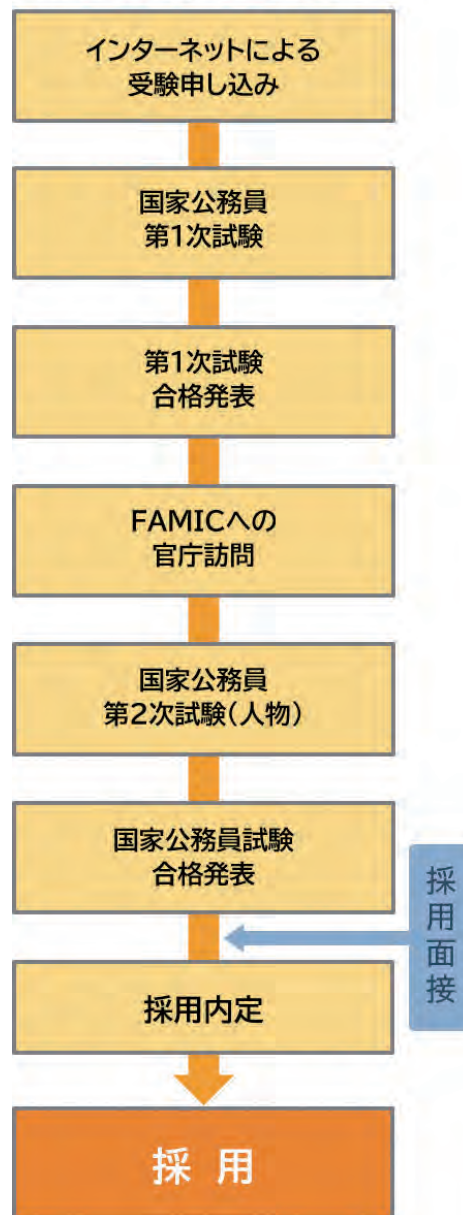 インターネットによる
受験申し込み
国家公務員
第1次試験
第1次試験
合格発表
FAMICへの
官庁訪問
国家公務員
第2次試験(人物)
国家公務員試験
合格発表
採用面接
採用内定
採 用